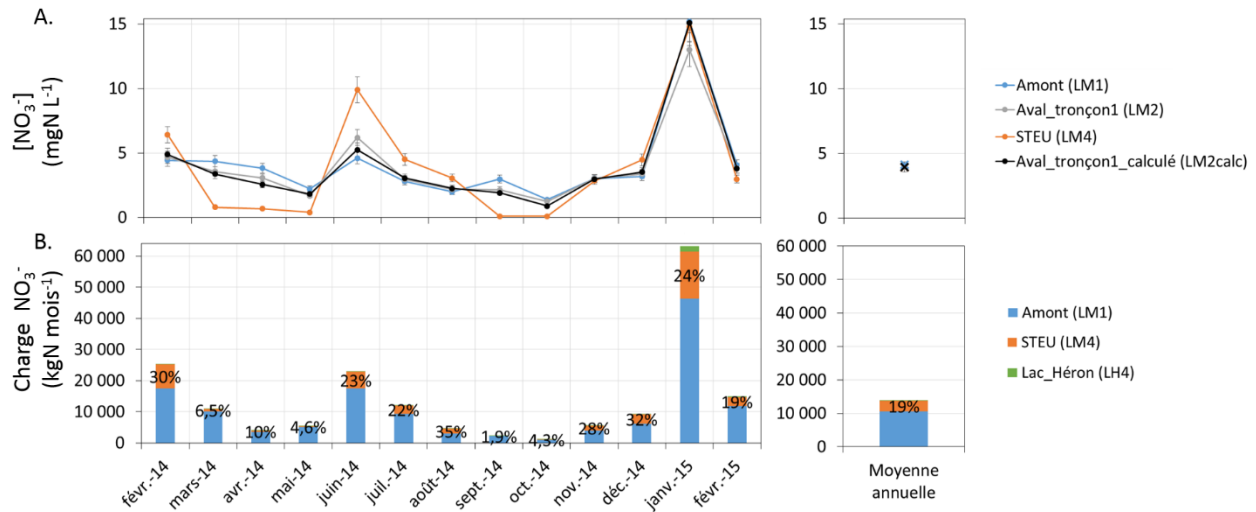 A.
[NO₃⁻]
(mgN L⁻¹)
15
10
5
0
15
10
5
0
Amont (LM1)
Aval_tronçon1 (LM2)
STEU (LM4)
Aval_tronçon1_calculé (LM2calc)
B.
Charge NO₃⁻
(kgN mois⁻¹)
60 000
50 000
40 000
30 000
20 000
10 000
0
30%
6,5%
10%
4,6%
23%
22%
35%
1,9%
4,3%
28%
32%
24%
19%
févr.-14
mars-14
avr.-14
mai-14
juin-14
juil.-14
août-14
sept.-14
oct.-14
nov.-14
déc.-14
janv.-15
févr.-15
60 000
50 000
40 000
30 000
20 000
10 000
0
19%
Moyenne
annuelle
Amont (LM1)
STEU (LM4)
Lac_Héron (LH4)